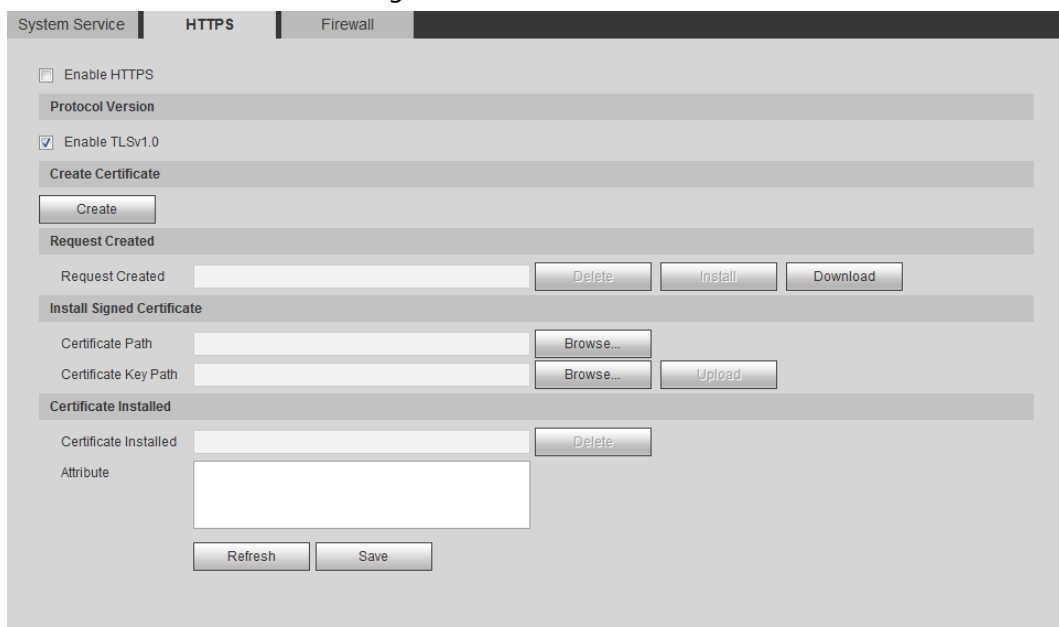 System Service HTTPS Firewall
Enable HTTPS
Protocol Version
Enable TLSv1.0
Create Certificate
Create
Request Created
Request Created Delete Install Download
Install Signed Certificate
Certificate Path Browse...
Certificate Key Path Browse... Upload
Certificate Installed
Certificate Installed Delete
Attribute
Refresh Save